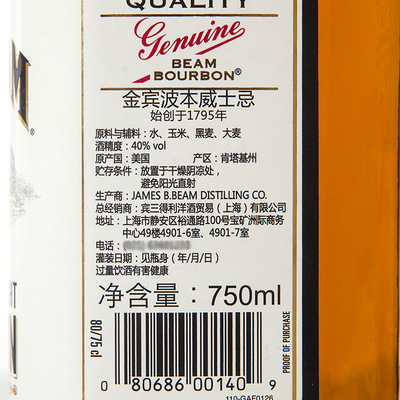 QUALITY
Genuine
BEAM
BOURBON®
金宾波本威士忌
始创于1795年
原料与辅料：水、玉米、黑麦、大麦
酒精度：40% vol
原产国：美国 产区：肯塔基州
贮存条件：放置于干燥阴凉处，
避免阳光直射
生产商：JAMES B.BEAM DISTILLING CO.
总经销商：宾三得利洋酒贸易（上海）有限公司
地址：上海市静安区裕通路100号宝矿洲际商务
中心49楼4901-6室、4901-7室
电话：
灌装日期：见瓶身（年/月/日）
过量饮酒有害健康
净含量：750ml
80/75 cl
PROOF OF PURCHASE
0 80686 00140 9
110-GAE0126
M®